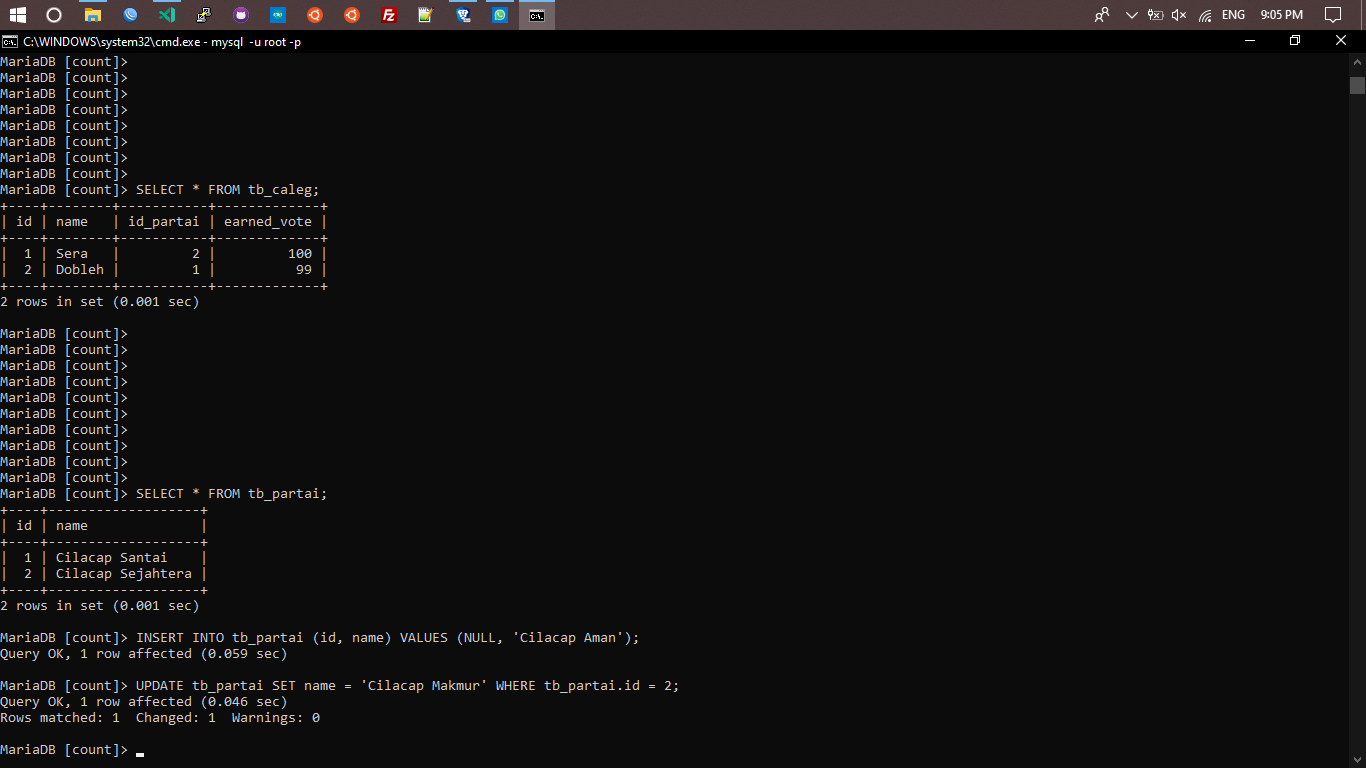 ENG 9:05 PM
C:\WINDOWS\system32\cmd.exe - mysql -u root -p
MariaDB [count]>
MariaDB [count]>
MariaDB [count]>
MariaDB [count]>
MariaDB [count]>
MariaDB [count]>
MariaDB [count]>
MariaDB [count]>
MariaDB [count]> SELECT * FROM tb_caleg;
+----+--------+-----------+-------------+
| id | name   | id_partai | earned_vote |
+----+--------+-----------+-------------+
|  1 | Sera   |         2 |         100 |
|  2 | Dobleh |         1 |          99 |
+----+--------+-----------+-------------+
2 rows in set (0.001 sec)
MariaDB [count]>
MariaDB [count]>
MariaDB [count]>
MariaDB [count]>
MariaDB [count]>
MariaDB [count]>
MariaDB [count]>
MariaDB [count]>
MariaDB [count]>
MariaDB [count]>
MariaDB [count]> SELECT * FROM tb_partai;
+----+-------------------+
| id | name              |
+----+-------------------+
|  1 | Cilacap Santai    |
|  2 | Cilacap Sejahtera |
+----+-------------------+
2 rows in set (0.001 sec)
MariaDB [count]> INSERT INTO tb_partai (id, name) VALUES (NULL, 'Cilacap Aman');
Query OK, 1 row affected (0.059 sec)
MariaDB [count]> UPDATE tb_partai SET name = 'Cilacap Makmur' WHERE tb_partai.id = 2;
Query OK, 1 row affected (0.046 sec)
Rows matched: 1  Changed: 1  Warnings: 0
MariaDB [count]>